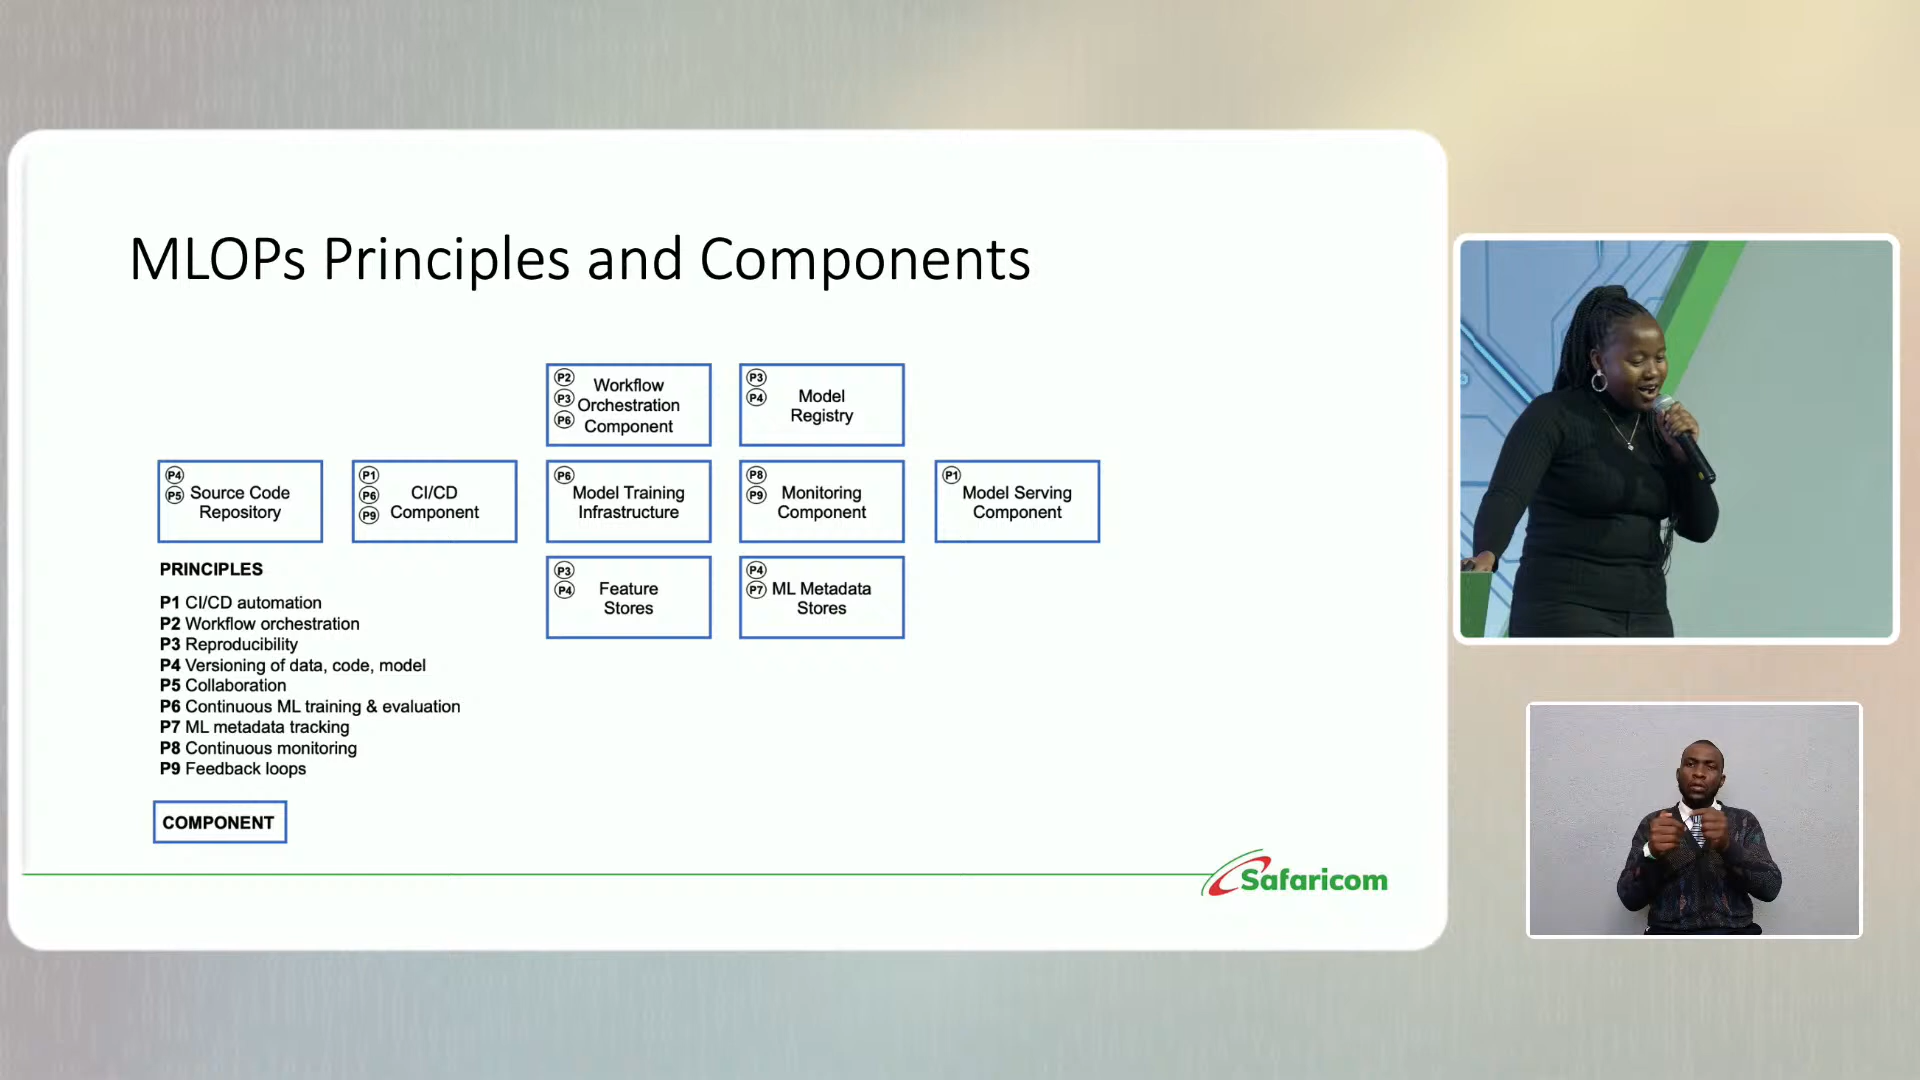 MLOPs Principles and Components
P2
P3
P6
Workflow
Orchestration
Component
P3
P4
Model
Registry
P4
P5
Source Code
Repository
P1
P6
P9
CI/CD
Component
P6
Model Training
Infrastructure
P8
P9
Monitoring
Component
P1
Model Serving
Component
P3
P4
Feature
Stores
P4
P7
ML Metadata
Stores
PRINCIPLES
P1 CI/CD automation
P2 Workflow orchestration
P3 Reproducibility
P4 Versioning of data, code, model
P5 Collaboration
P6 Continuous ML training & evaluation
P7 ML metadata tracking
P8 Continuous monitoring
P9 Feedback loops
COMPONENT
Safaricom